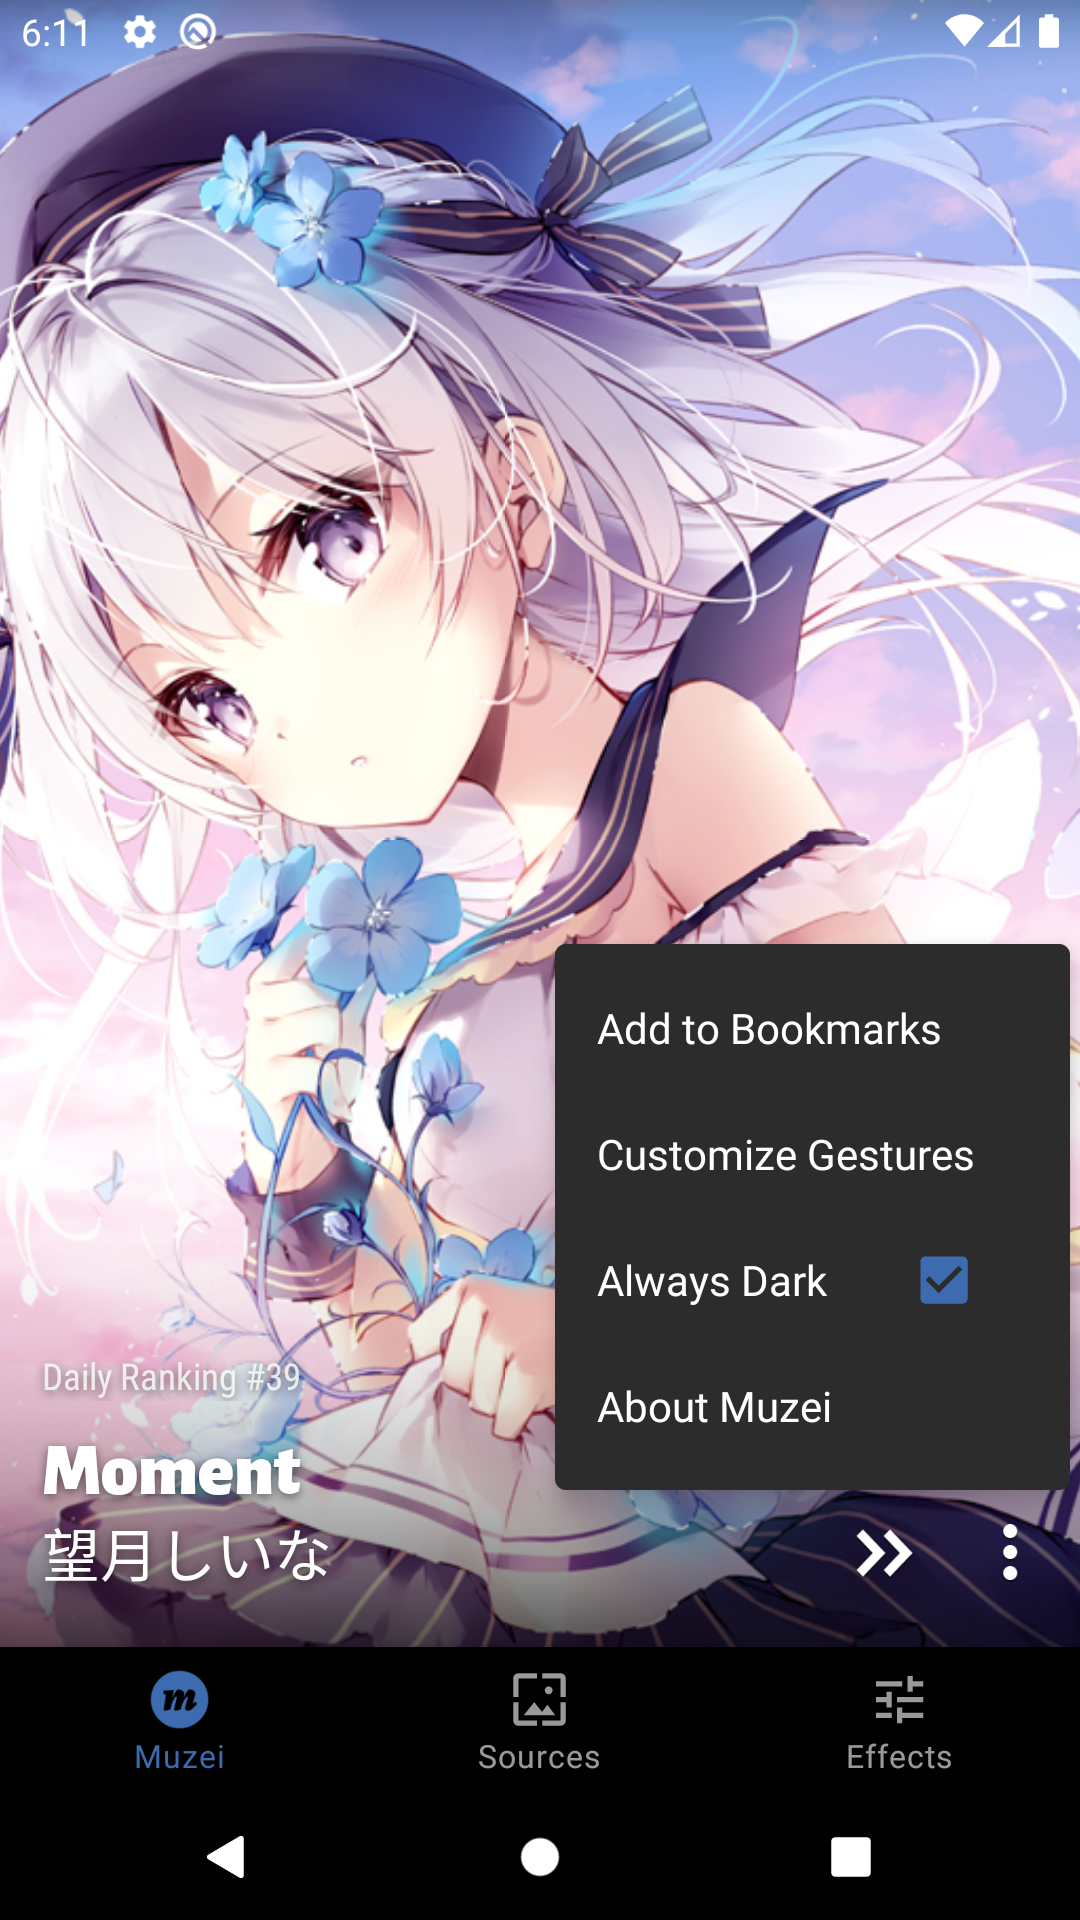 6:11
Add to Bookmarks
Customize Gestures
Always Dark
About Muzei
Daily Ranking #39
Moment
望月しいな
m
Muzei
Sources
Effects